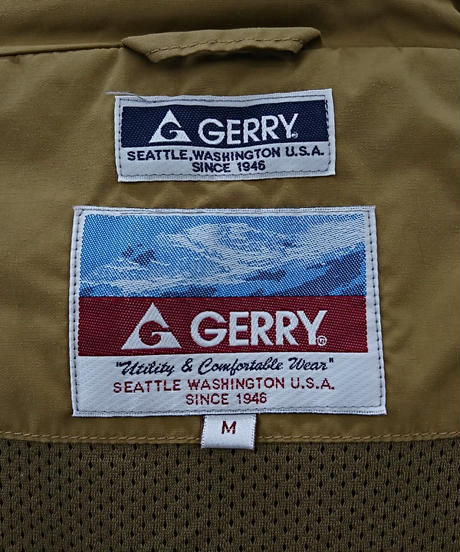 GERRY
SEATTLE, WASHINGTON U.S.A.
SINCE 1946
GERRY
"Utility & Comfortable Wear"
SEATTLE WASHINGTON U.S.A.
SINCE 1946
M